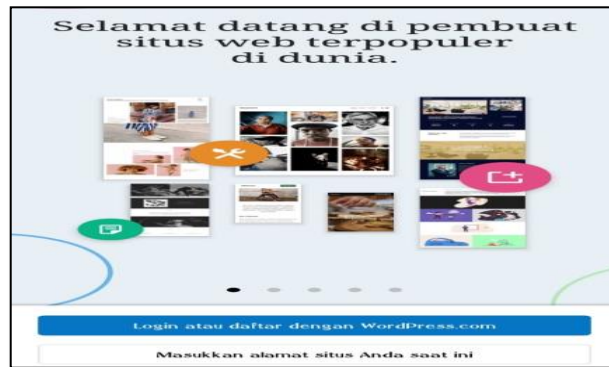 Selamat datang di pembuat
situs web terpopuler
di dunia.
Login atau daftar dengan WordPress.com
Masukkan alamat situs Anda saat ini